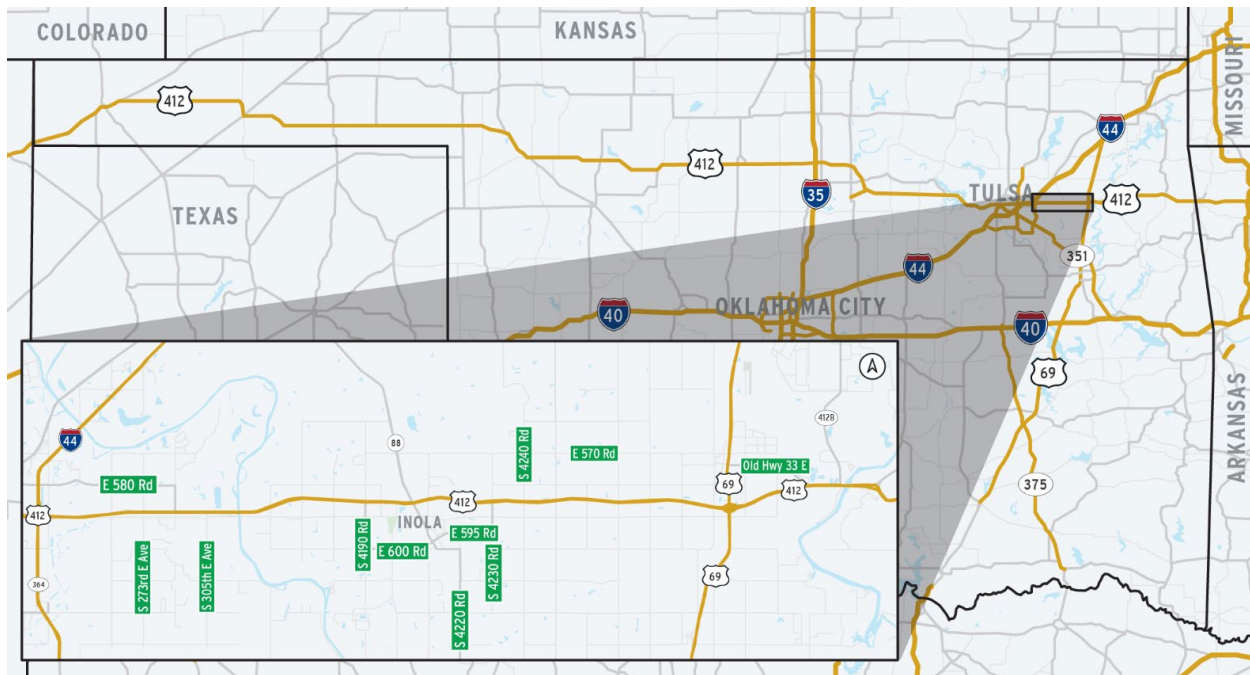 COLORADO
KANSAS
MISSOURI
412
44
412
35
TEXAS
TULSA
412
351
44
40
OKLAHOMA CITY
40
69
ARKANSAS
375
A
44
88
S 4240 Rd
E 570 Rd
412B
Old Hwy 33 E
E 580 Rd
69
412
412
412
INOLA
S 4190 Rd
E 595 Rd
E 600 Rd
S 4230 Rd
S 273rd E Ave
S 305th E Ave
364
69
S 4220 Rd